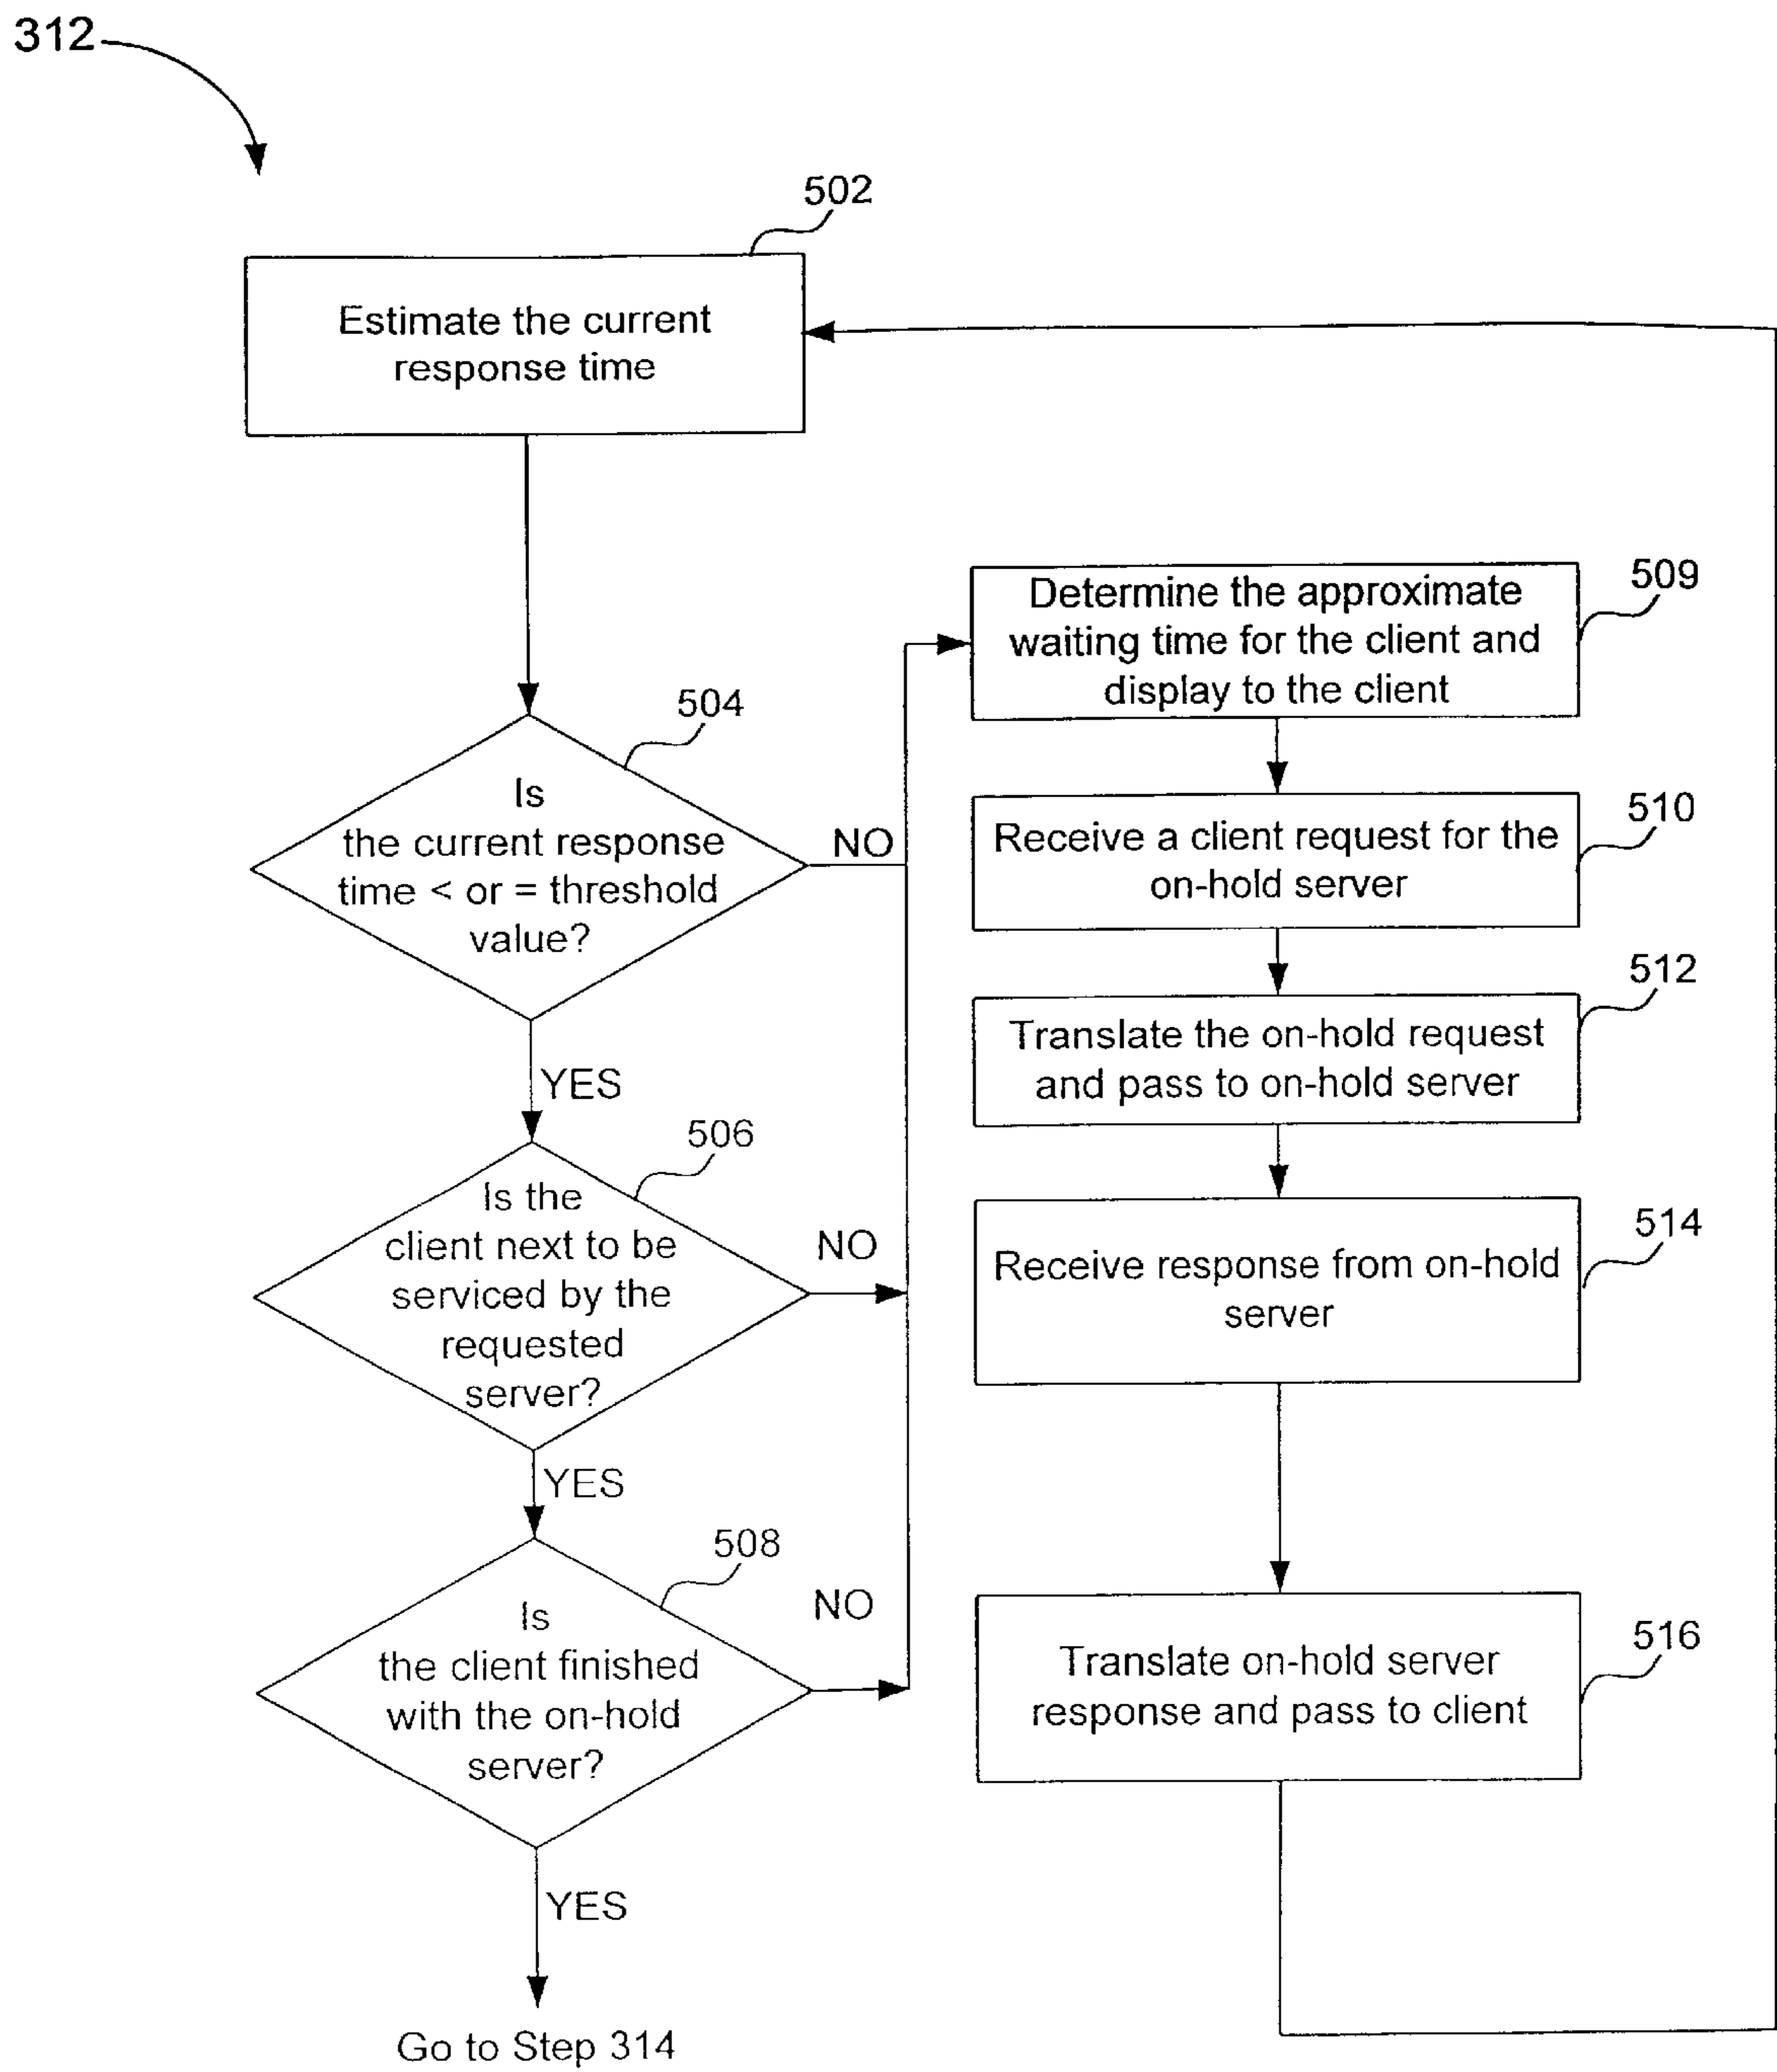 312
502
Estimate the current
response time
504
Is
the current response
time < or = threshold
value?
NO
YES
506
Is the
client next to be
serviced by the
requested
server?
NO
YES
508
Is
the client finished
with the on-hold
server?
NO
YES
Go to Step 314
509
Determine the approximate
waiting time for the client and
display to the client
510
Receive a client request for the
on-hold server
512
Translate the on-hold request
and pass to on-hold server
514
Receive response from on-hold
server
516
Translate on-hold server
response and pass to client